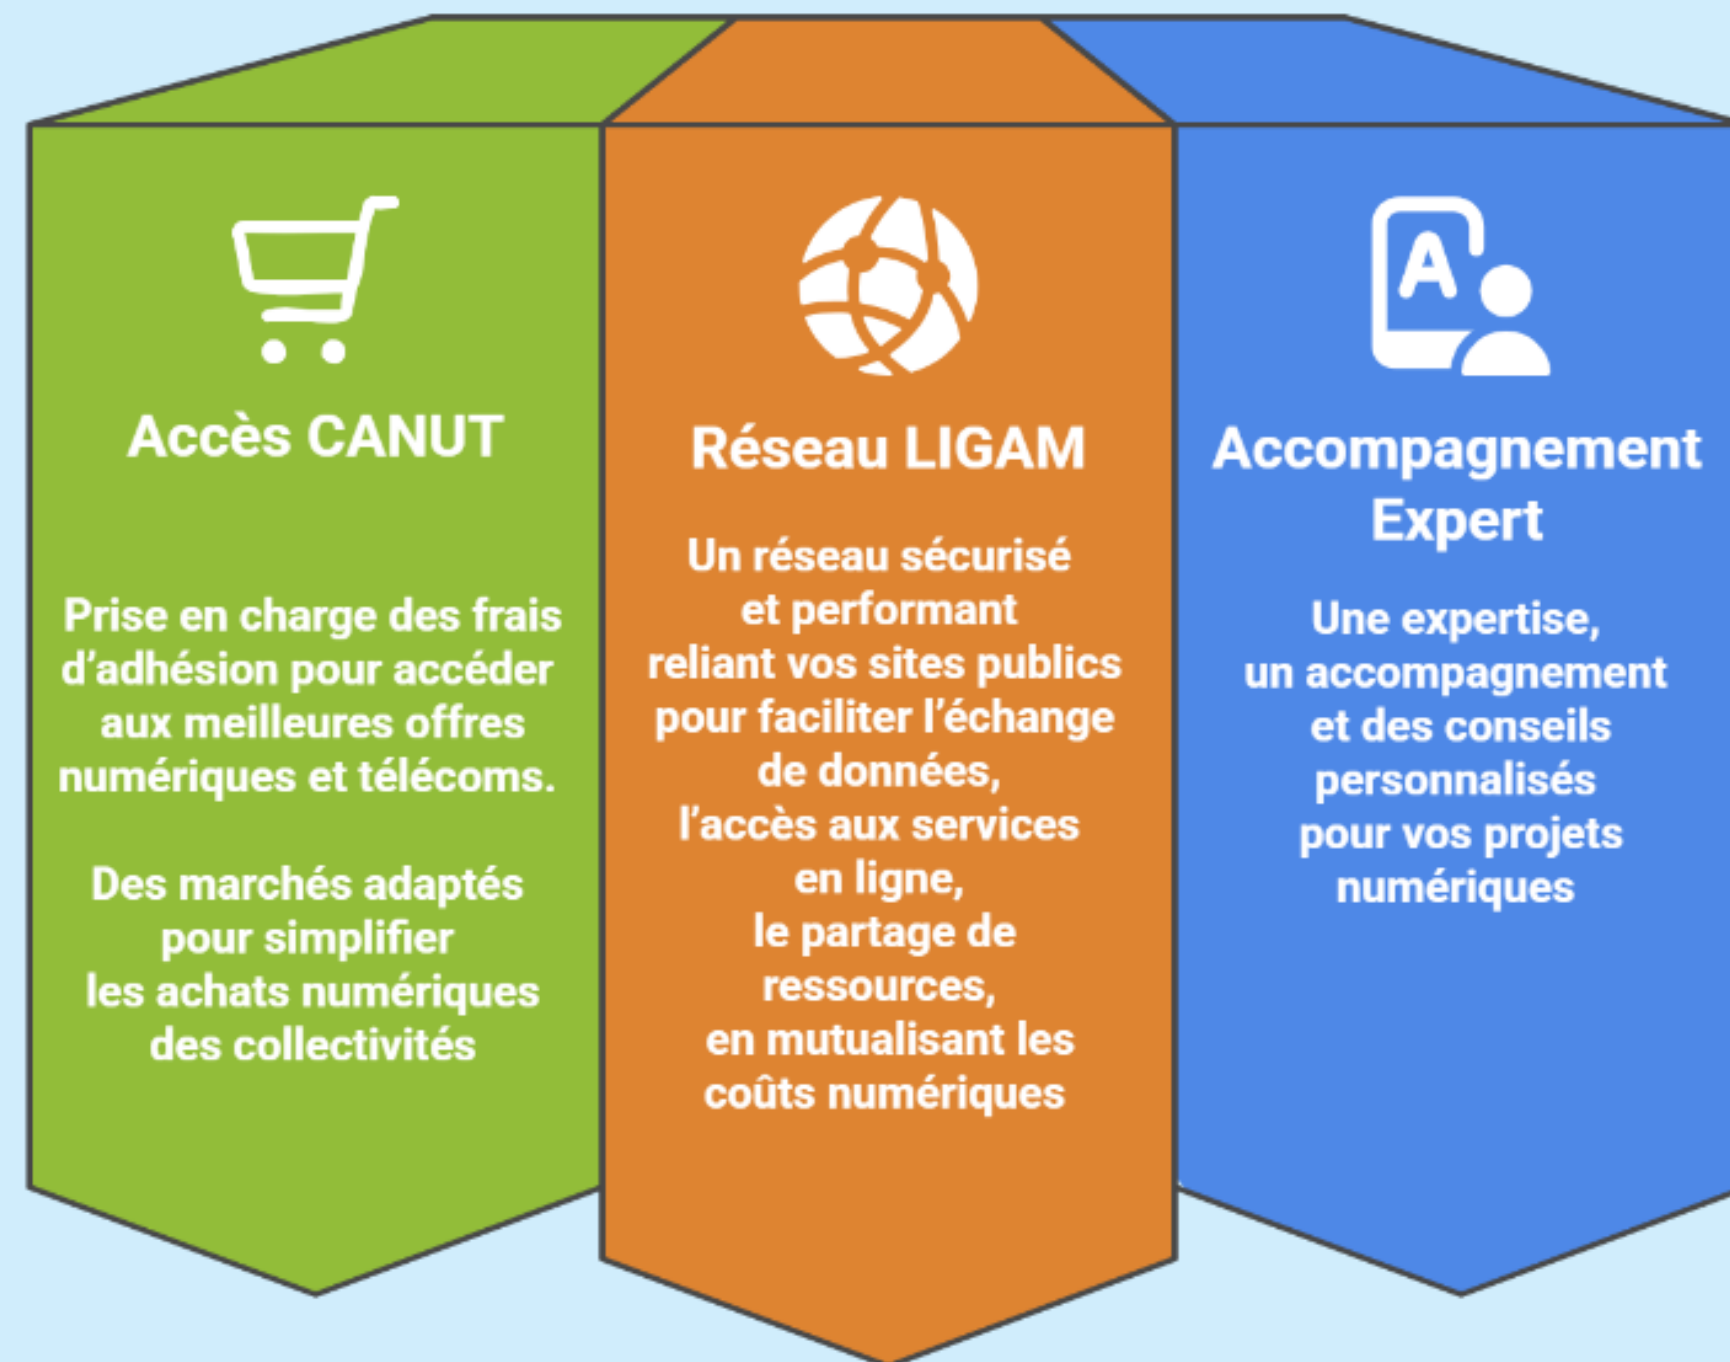 Accès CANUT
Prise en charge des frais
d’adhésion pour accéder
aux meilleures offres
numériques et télécoms.
Des marchés adaptés
pour simplifier
les achats numériques
des collectivités
Réseau LIGAM
Un réseau sécurisé
et performant
reliant vos sites publics
pour faciliter l’échange
de données,
l’accès aux services
en ligne,
le partage de
ressources,
en mutualisant les
coûts numériques
A
Accompagnement
Expert
Une expertise,
un accompagnement
et des conseils
personnalisés
pour vos projets
numériques